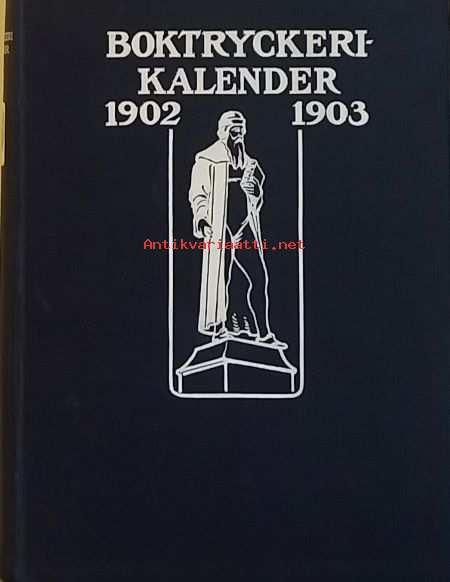 BOKTRYCKERI-
KALENDER
1902 1903
Antikvariaatti.net